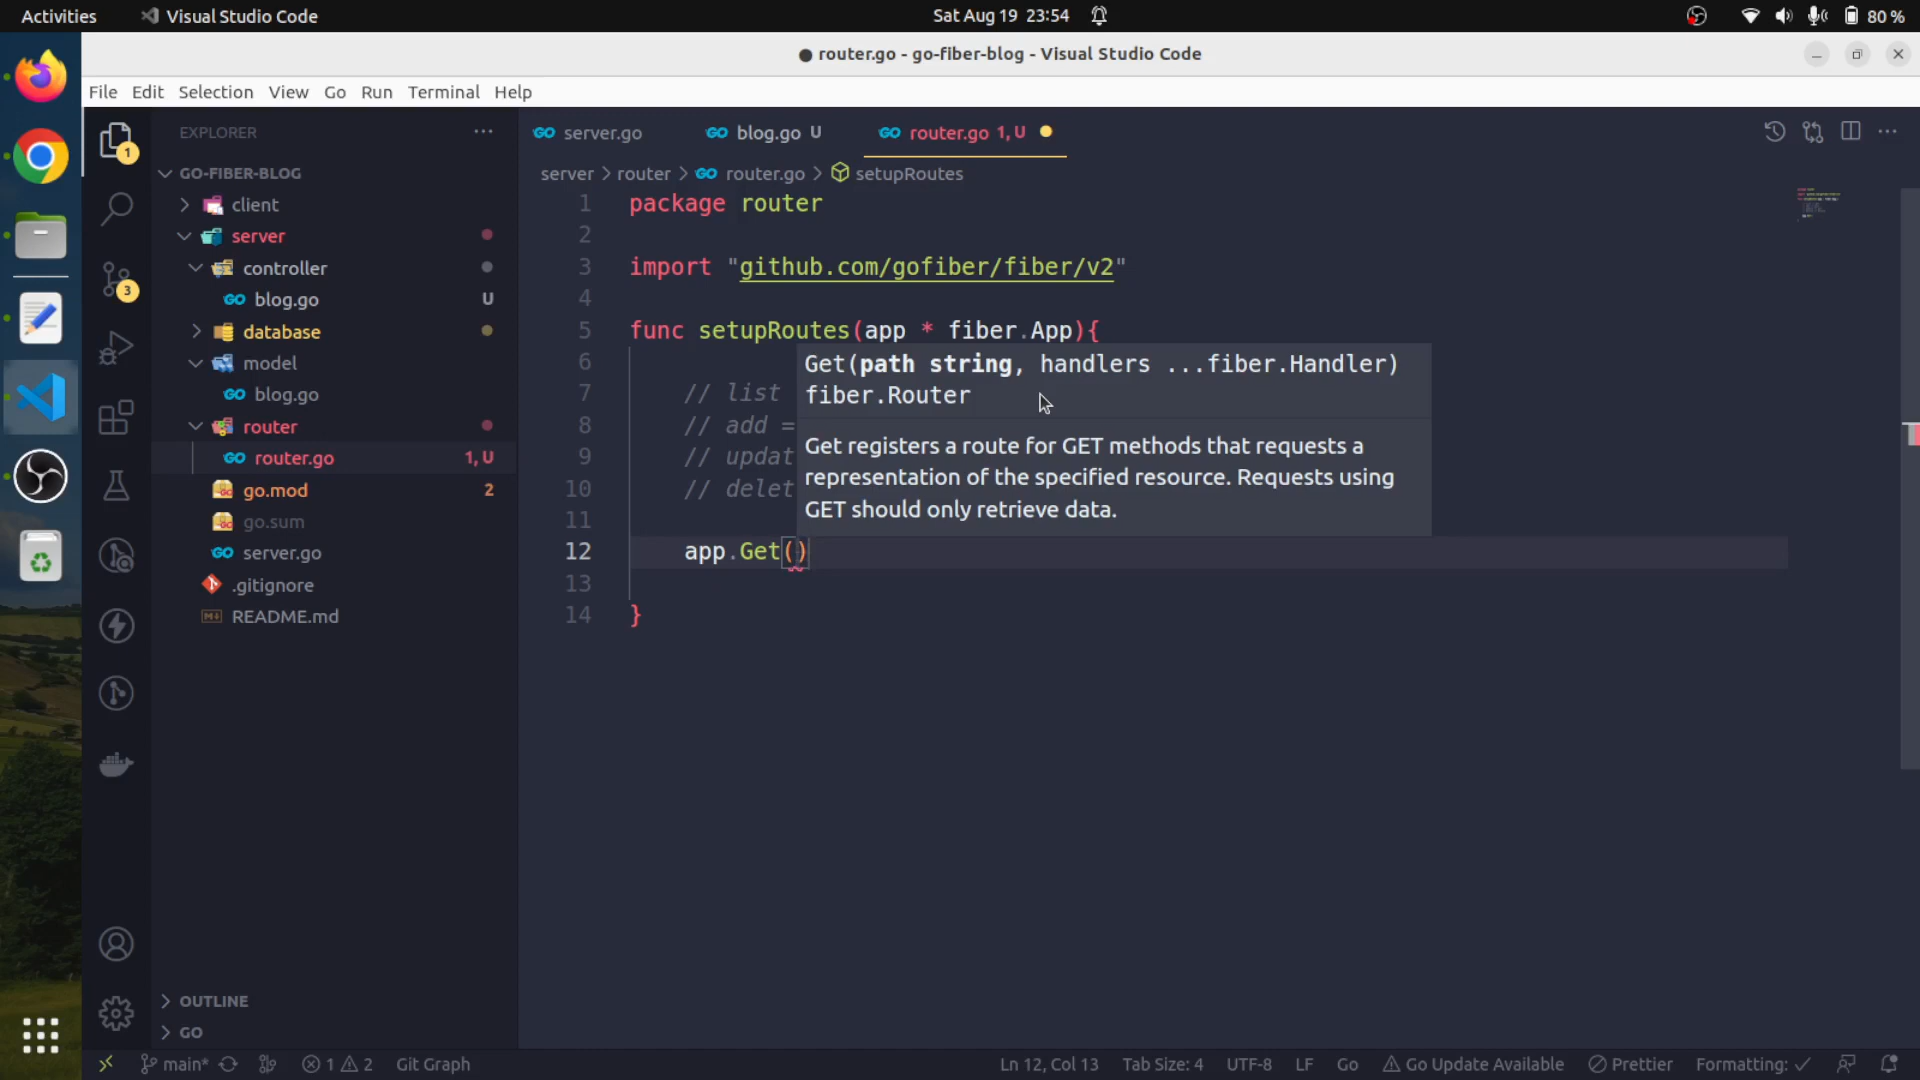 Activities
Visual Studio Code
Sat Aug 19 23:54
80 %
● router.go - go-fiber-blog - Visual Studio Code
File Edit Selection View Go Run Terminal Help
EXPLORER
1
GO-FIBER-BLOG
client
server
controller
blog.go U
3
database
model
blog.go
router
router.go 1, U
go.mod 2
go.sum
server.go
.gitignore
README.md
OUTLINE
GO
GO server.go
GO blog.go U
GO router.go 1, U
server > router > GO router.go > setupRoutes
1 package router
2
3 import "github.com/gofiber/fiber/v2"
4
5 func setupRoutes(app * fiber.App){
6
7 // list
8 // add =
9 // updat
10 // delet
11
12 app.Get()
13
14 }
Get(path string, handlers ...fiber.Handler)
fiber.Router
Get registers a route for GET methods that requests a
representation of the specified resource. Requests using
GET should only retrieve data.
main* 1 2 Git Graph
Ln 12, Col 13 Tab Size: 4 UTF-8 LF Go Go Update Available Prettier Formatting: ✓